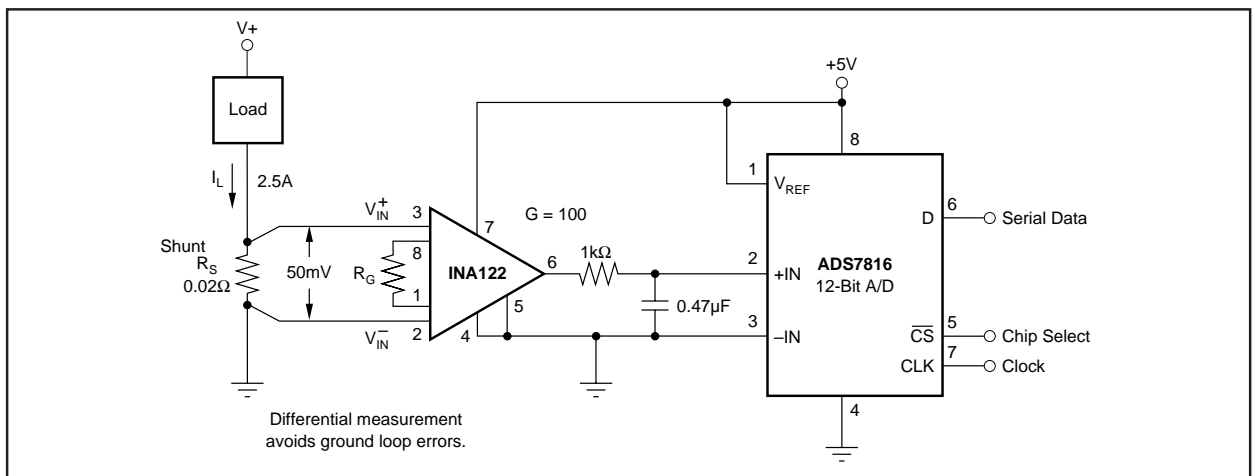 V+
Load
I_L
2.5A
Shunt
R_S
0.02Ω
50mV
V_IN^+
3
8
R_G
1
2
V_IN^–
INA122
7
G = 100
6
5
4
1kΩ
0.47µF
+5V
8
1
V_REF
2
+IN
3
–IN
ADS7816
12-Bit A/D
D
6
Serial Data
C̅S̅
5
Chip Select
CLK
7
Clock
4
Differential measurement
avoids ground loop errors.